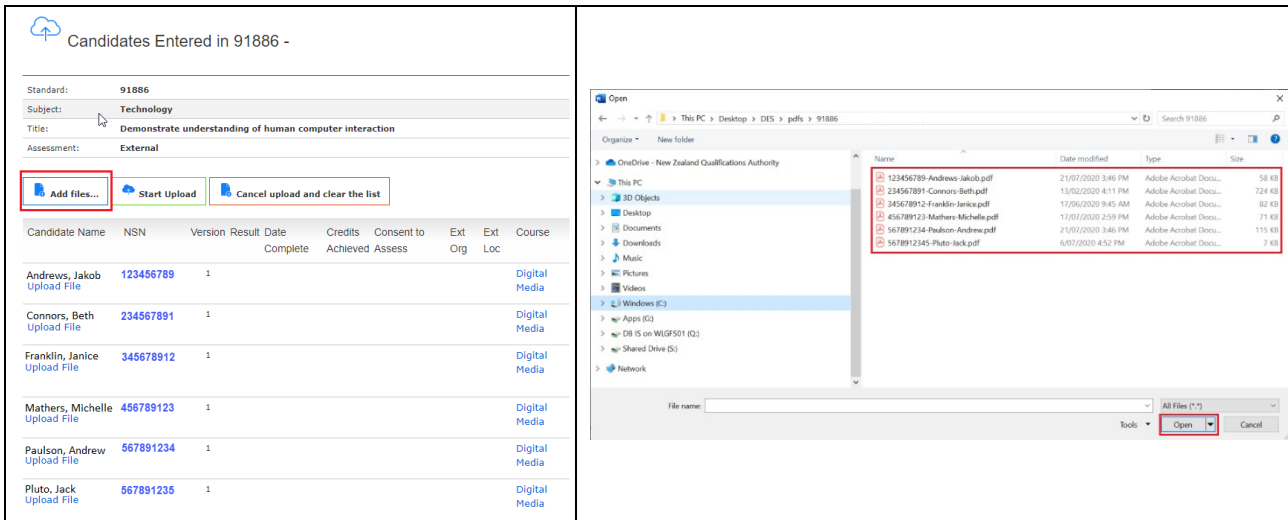 Candidates Entered in 91886 -
Standard: 91886
Subject: Technology
Title: Demonstrate understanding of human computer interaction
Assessment: External
Add files... Start Upload Cancel upload and clear the list
Candidate Name NSN Version Result Date Complete Credits Achieved Consent to Assess Ext Org Ext Loc Course
Andrews, Jakob 123456789 1 Digital
Upload File Media
Connors, Beth 234567891 1 Digital
Upload File Media
Franklin, Janice 345678912 1 Digital
Upload File Media
Mathers, Michelle 456789123 1 Digital
Upload File Media
Paulson, Andrew 567891234 1 Digital
Upload File Media
Pluto, Jack 567891235 1 Digital
Upload File Media
Open
This PC > Desktop > DES > pdfs > 91886 Search 91886
Organize New folder
OneDrive - New Zealand Qualifications Authority
This PC
3D Objects
Desktop
Documents
Downloads
Music
Pictures
Videos
Windows (C:)
Apps (G:)
DB IS on WLGFS01 (Q:)
Shared Drive (S:)
Network
Name Date modified Type Size
123456789-Andrews-Jakob.pdf 21/07/2020 3:46 PM Adobe Acrobat Docu... 58 KB
234567891-Connors-Beth.pdf 13/02/2020 4:11 PM Adobe Acrobat Docu... 724 KB
345678912-Franklin-Janice.pdf 17/06/2020 9:45 AM Adobe Acrobat Docu... 82 KB
456789123-Mathers-Michelle.pdf 17/07/2020 2:59 PM Adobe Acrobat Docu... 71 KB
567891234-Paulson-Andrew.pdf 21/07/2020 3:46 PM Adobe Acrobat Docu... 115 KB
5678912345-Pluto-Jack.pdf 6/07/2020 4:52 PM Adobe Acrobat Docu... 7 KB
File name: All Files (*.*)
Tools Open Cancel